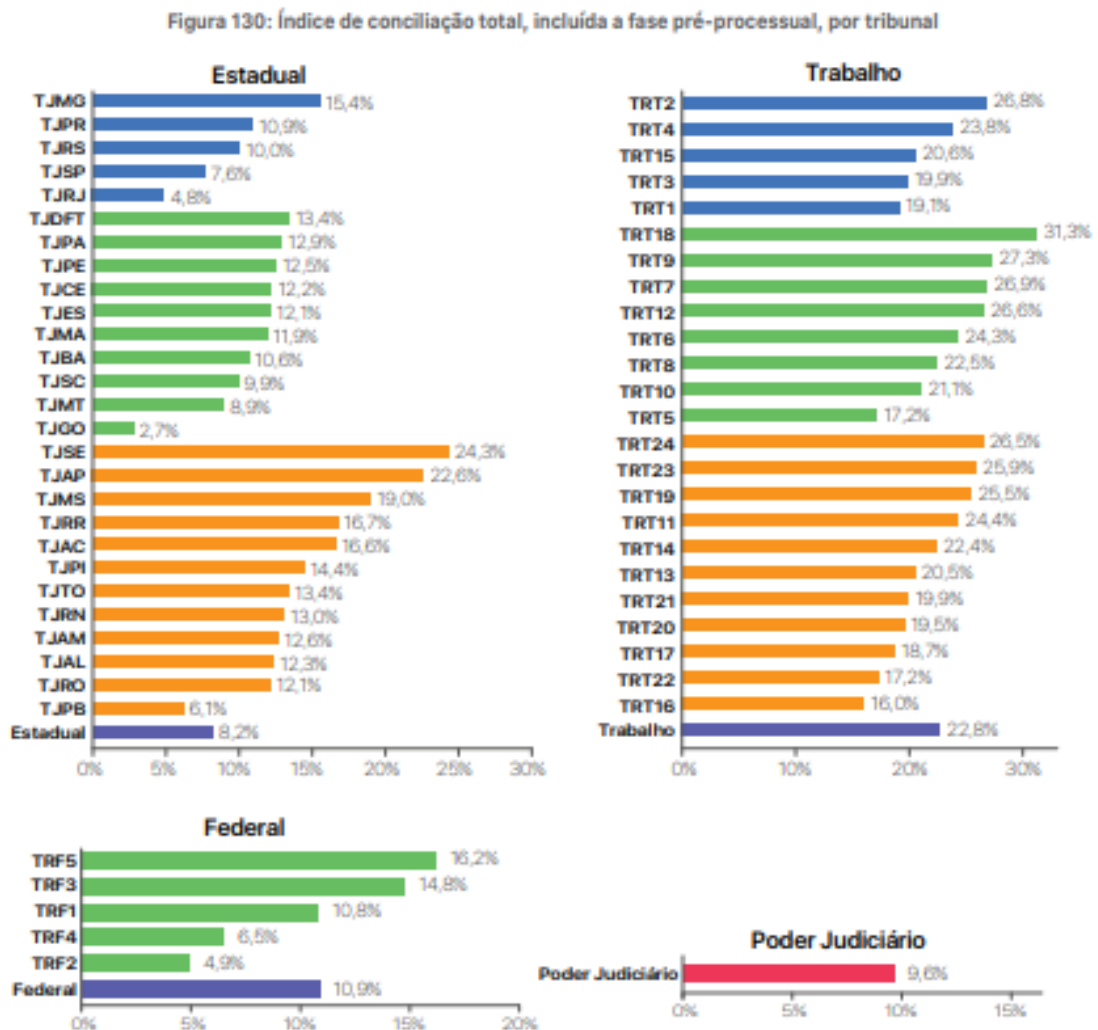 Figura 130: Índice de conciliação total, incluída a fase pré-processual, por tribunal
Estadual
TJMG 15,4%
TJPR 10,9%
TJRS 10,0%
TJSP 7,6%
TJRJ 4,8%
TJDFT 13,4%
TJPA 12,9%
TJPE 12,5%
TJCE 12,2%
TJES 12,1%
TJMA 11,9%
TJBA 10,6%
TJSC 9,9%
TJMT 8,9%
TJGO 2,7%
TJSE 24,3%
TJAP 22,6%
TJMS 19,0%
TJRR 16,7%
TJAC 16,6%
TJPI 14,4%
TJTO 13,4%
TJRN 13,0%
TJAM 12,6%
TJAL 12,3%
TJRO 12,1%
TJPB 6,1%
Estadual 8,2%
0% 5% 10% 15% 20% 25% 30%
Trabalho
TRT2 26,8%
TRT4 23,8%
TRT15 20,6%
TRT3 19,9%
TRT1 19,1%
TRT18 31,3%
TRT9 27,3%
TRT7 26,9%
TRT12 26,6%
TRT6 24,3%
TRT8 22,5%
TRT10 21,1%
TRT5 17,2%
TRT24 26,5%
TRT23 25,9%
TRT19 25,5%
TRT11 24,4%
TRT14 22,4%
TRT13 20,5%
TRT21 19,9%
TRT20 19,5%
TRT17 18,7%
TRT22 17,2%
TRT16 16,0%
Trabalho 22,8%
0% 10% 20% 30%
Federal
TRF5 16,2%
TRF3 14,8%
TRF1 10,8%
TRF4 6,5%
TRF2 4,9%
Federal 10,9%
0% 5% 10% 15% 20%
Poder Judiciário
Poder Judiciário 9,6%
0% 5% 10% 15%